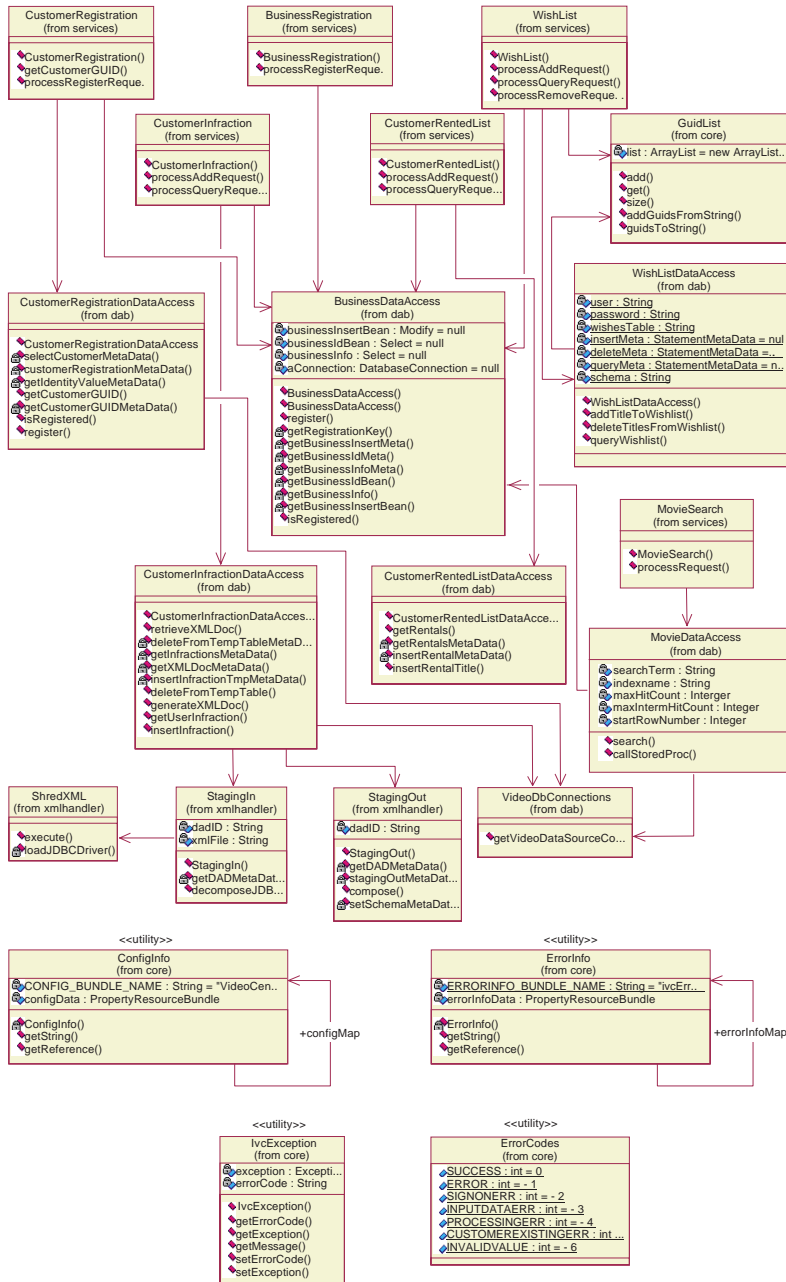 CustomerRegistration
(from services)
CustomerRegistration()
getCustomerGUID()
processRegisterReque.
BusinessRegistration
(from services)
BusinessRegistration()
processRegisterReque.
WishList
(from services)
WishList()
processAddRequest()
processQueryRequest()
processRemoveReque. .
CustomerInfraction
(from services)
CustomerInfraction()
processAddRequest()
processQueryReque...
CustomerRentedList
(from services)
CustomerRentedList()
processAddRequest()
processQueryReque...
GuidList
(from core)
list : ArrayList = new ArrayList..
add()
get()
size()
addGuidsFromString()
guidsToString()
CustomerRegistrationDataAccess
(from dab)
CustomerRegistrationDataAccess
selectCustomerMetaData()
customerRegistrationMetaData()
getIdentityValueMetaData()
getCustomerGUID()
getCustomerGUIDMetaData()
isRegistered()
register()
BusinessDataAccess
(from dab)
businessInsertBean : Modify = null
businessIdBean : Select = null
businessInfo : Select = null
aConnection: DatabaseConnection = null
BusinessDataAccess()
BusinessDataAccess()
register()
getRegistrationKey()
getBusinessInsertMeta()
getBusinessIdMeta()
getBusinessInfoMeta()
getBusinessIdBean()
getBusinessInfo()
getBusinessInsertBean()
isRegistered()
WishListDataAccess
(from dab)
user : String
password : String
wishesTable : String
insertMeta : StatementMetaData = nul
deleteMeta : StatementMetaData =..
queryMeta : StatementMetaData = n..
schema : String
WishListDataAccess()
addTitleToWishlist()
deleteTitlesFromWishlist()
queryWishlist()
MovieSearch
(from services)
MovieSearch()
processRequest()
CustomerInfractionDataAccess
(from dab)
CustomerInfractionDataAcces...
retrieveXMLDoc()
deleteFromTempTableMetaD...
getInfractionsMetaData()
getXMLDocMetaData()
insertInfractionTmpMetaData()
deleteFromTempTable()
generateXMLDoc()
getUserInfraction()
insertInfraction()
CustomerRentedListDataAccess
(from dab)
CustomerRentedListDataAcce...
getRentals()
getRentalsMetaData()
insertRentalMetaData()
insertRentalTitle()
MovieDataAccess
(from dab)
searchTerm : String
indexname : String
maxHitCount : Interger
maxIntermHitCount : Integer
startRowNumber : Integer
search()
callStoredProc()
ShredXML
(from xmlhandler)
execute()
loadJDBCDriver()
StagingIn
(from xmlhandler)
dadID : String
xmlFile : String
StagingIn()
getDADMetaDat...
decomposeJDB...
StagingOut
(from xmlhandler)
dadID : String
StagingOut()
getDADMetaData()
stagingOutMetaDat...
compose()
setSchemaMetaDat...
VideoDbConnections
(from dab)
getVideoDataSourceCo...
<<utility>>
ConfigInfo
(from core)
CONFIG_BUNDLE_NAME : String = "VideoCen..
configData : PropertyResourceBundle
ConfigInfo()
getString()
getReference()
+configMap
<<utility>>
ErrorInfo
(from core)
ERRORINFO_BUNDLE_NAME : String = "ivcErr..
errorInfoData : PropertyResourceBundle
ErrorInfo()
getString()
getReference()
+errorInfoMap
<<utility>>
IvcException
(from core)
exception : Excepti...
errorCode : String
IvcException()
getErrorCode()
getException()
getMessage()
setErrorCode()
setException()
<<utility>>
ErrorCodes
(from core)
SUCCESS : int = 0
ERROR : int = - 1
SIGNONERR : int = - 2
INPUTDATAERR : int = - 3
PROCESSINGERR : int = - 4
CUSTOMEREXISTINGERR : int ...
INVALIDVALUE : int = - 6